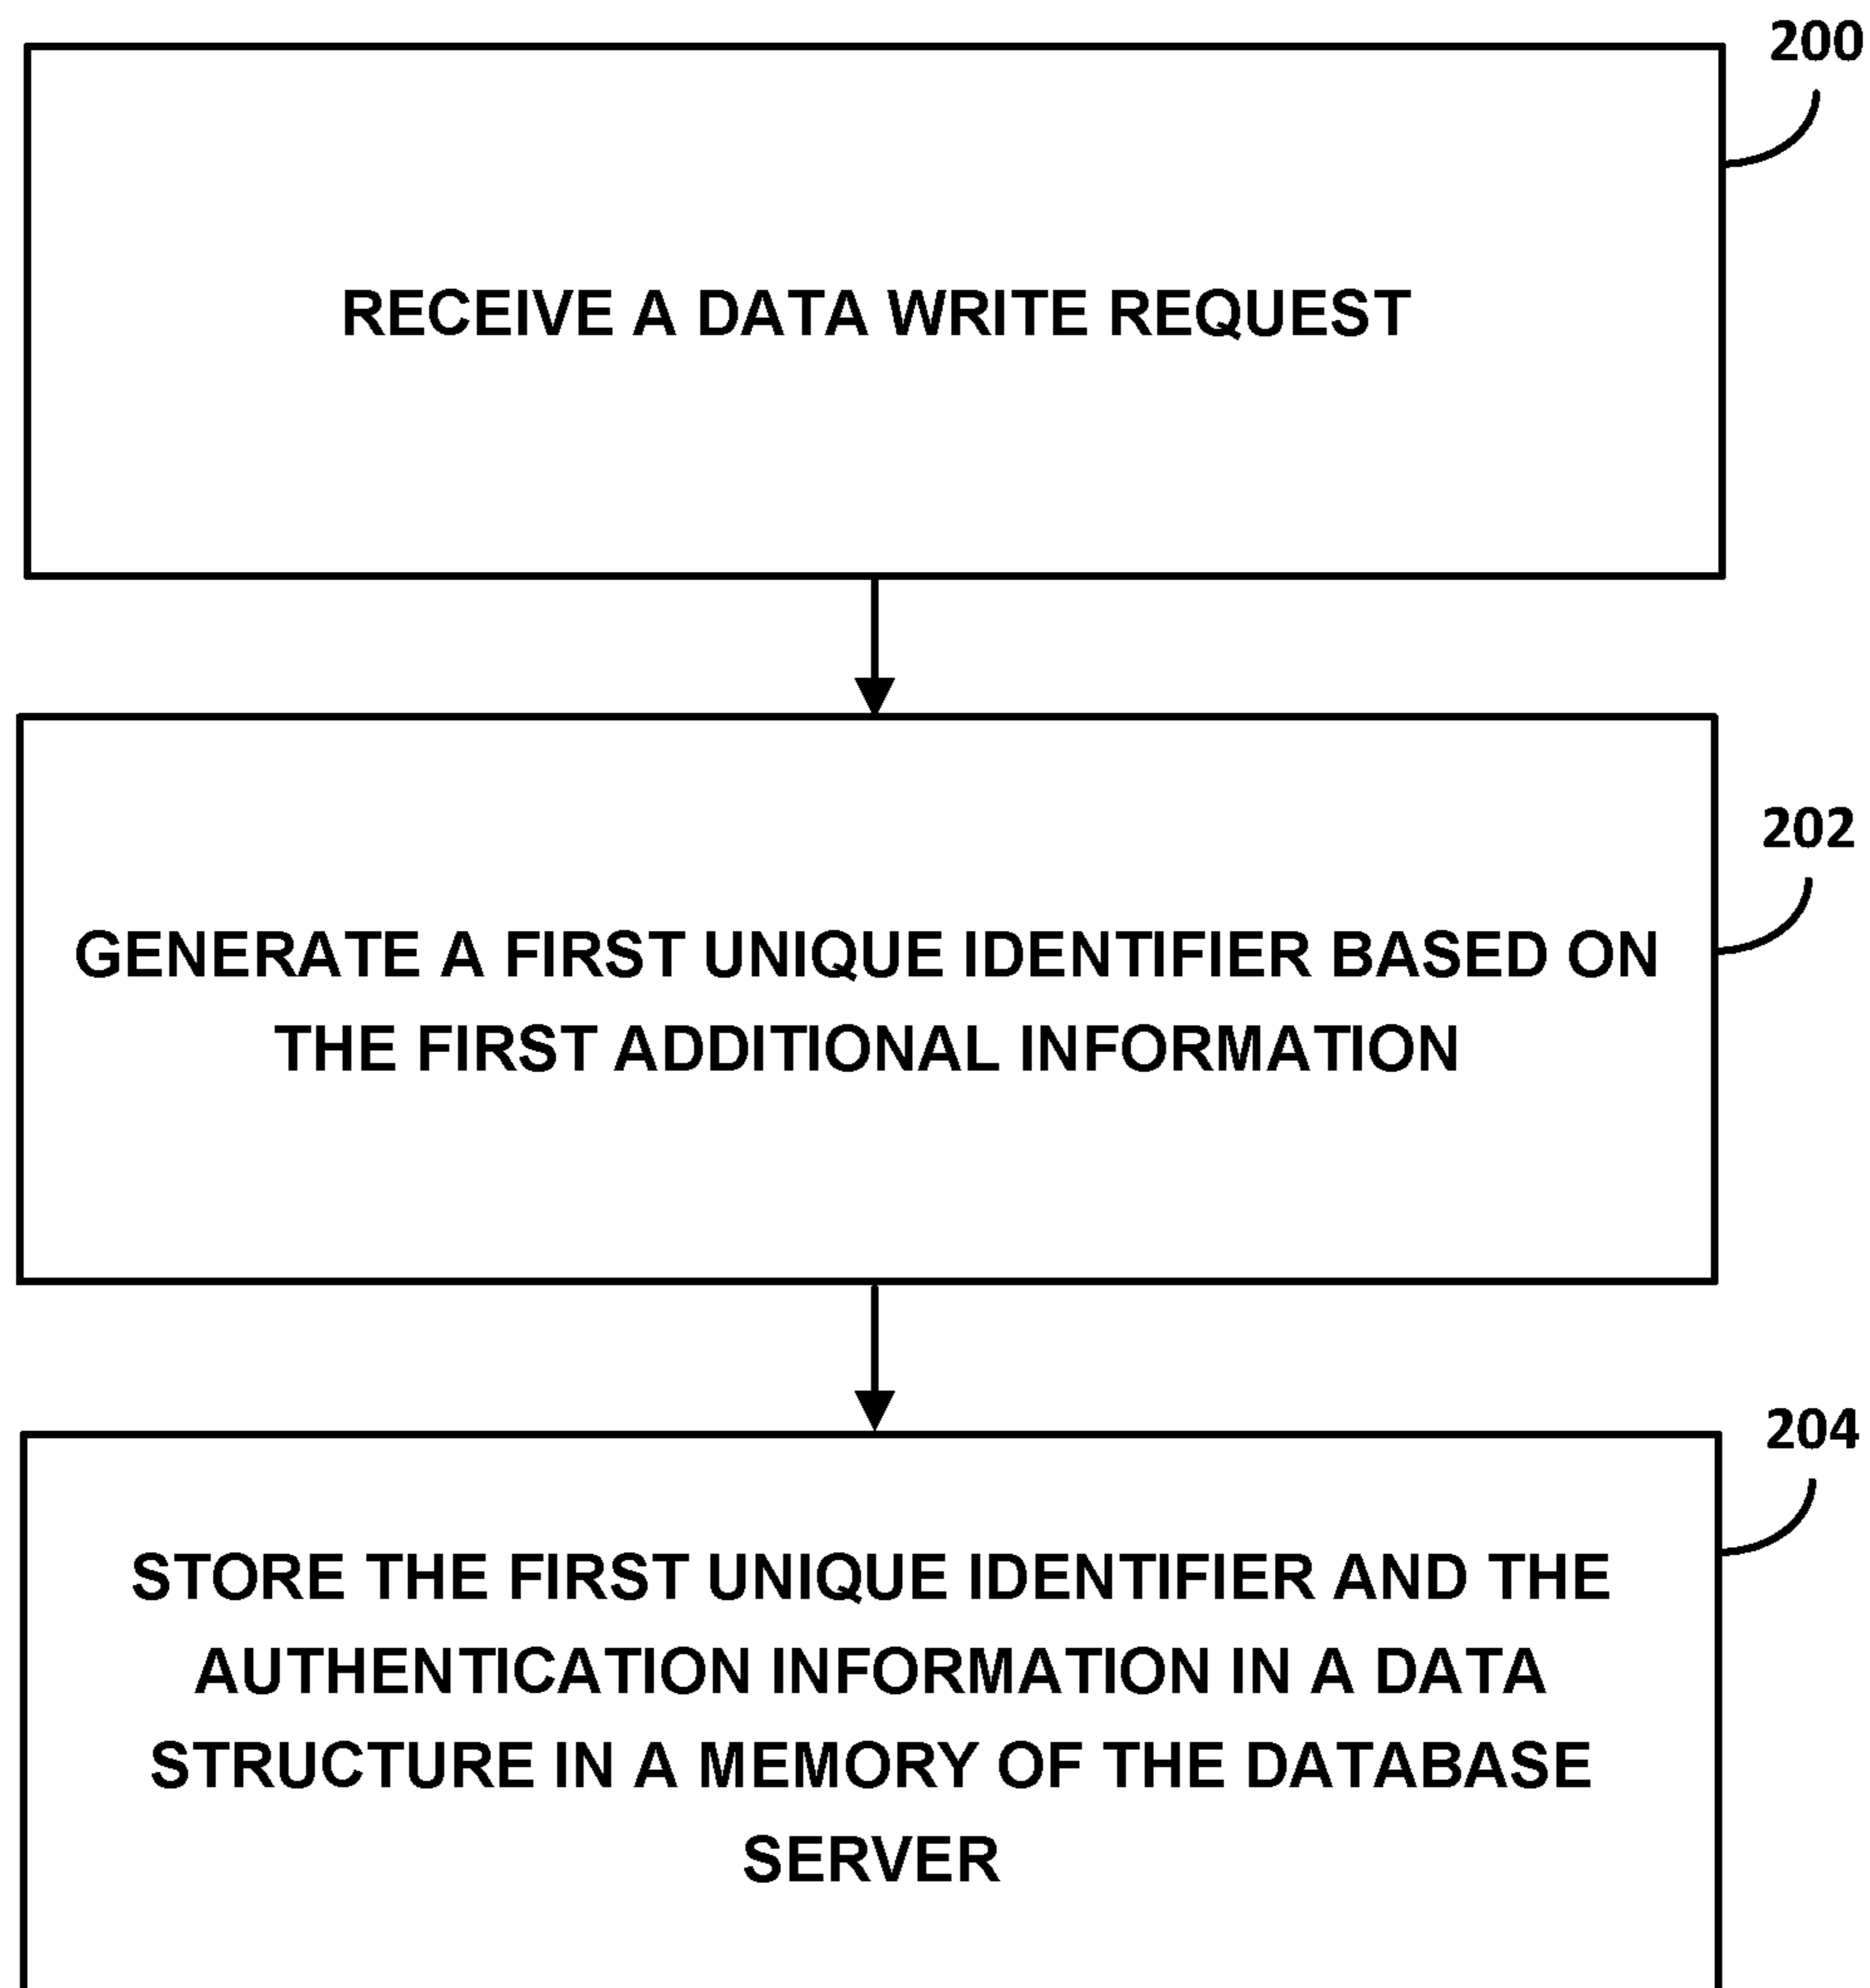 200
RECEIVE A DATA WRITE REQUEST
202
GENERATE A FIRST UNIQUE IDENTIFIER BASED ON
THE FIRST ADDITIONAL INFORMATION
204
STORE THE FIRST UNIQUE IDENTIFIER AND THE
AUTHENTICATION INFORMATION IN A DATA
STRUCTURE IN A MEMORY OF THE DATABASE
SERVER